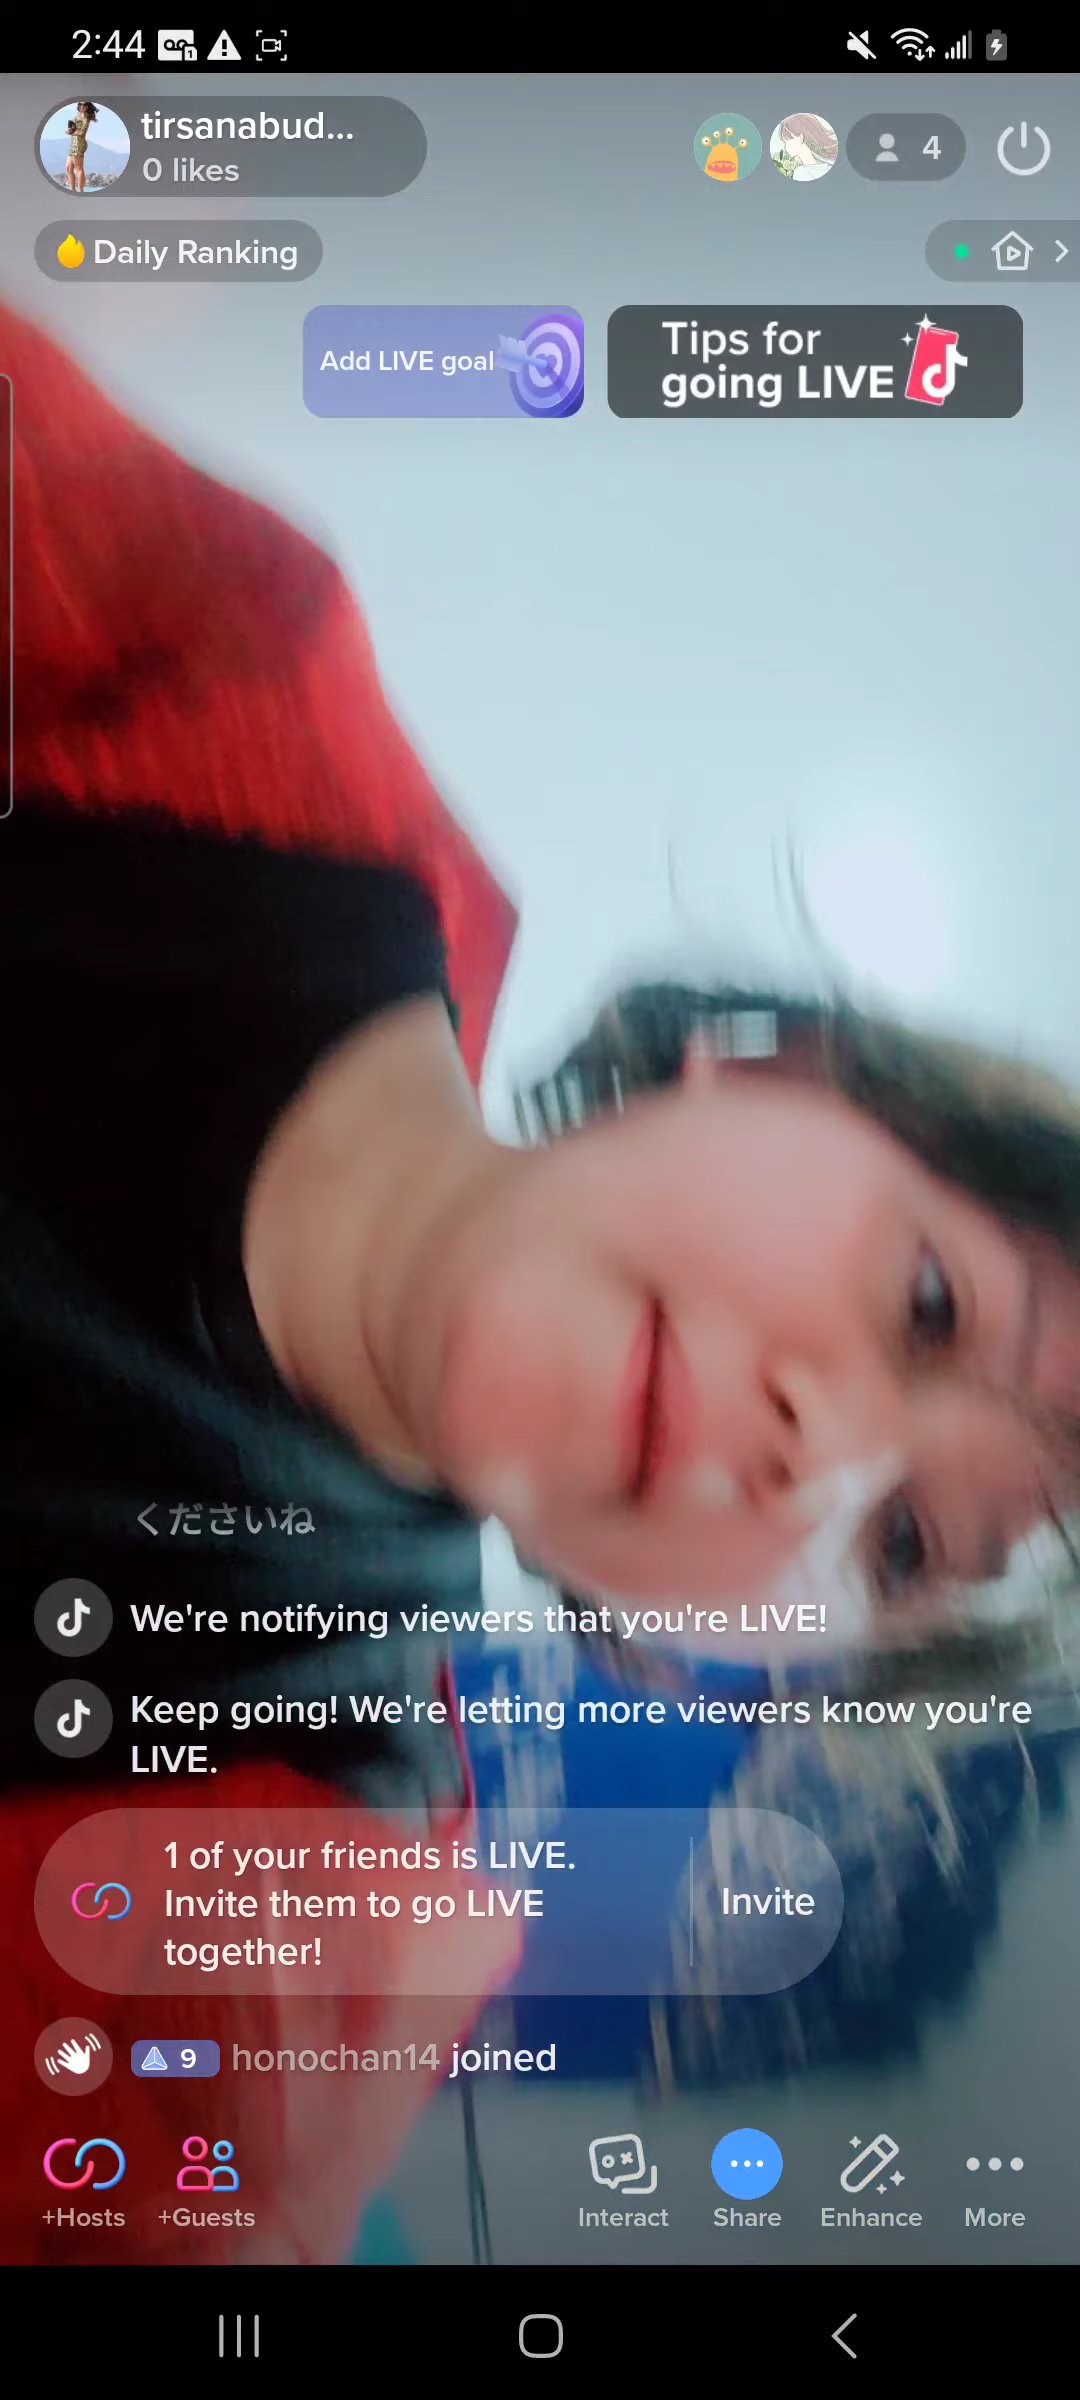 2:44
tirsanabud...
0 likes
4
Daily Ranking
Add LIVE goal
Tips for
going LIVE
くださいね
We're notifying viewers that you're LIVE!
Keep going! We're letting more viewers know you're
LIVE.
1 of your friends is LIVE.
Invite them to go LIVE
together!
Invite
9 honochan14 joined
+Hosts
+Guests
Interact
Share
Enhance
More